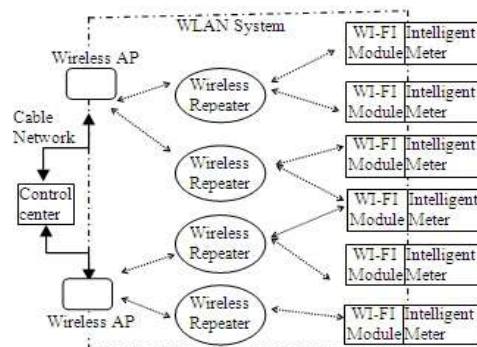 WLAN System
Wireless AP
Cable
Network
Control
center
Wireless AP
Wireless
Repeater
Wireless
Repeater
Wireless
Repeater
Wireless
Repeater
WI-FI Intelligent
Module Meter
WI-FI Intelligent
Module Meter
WI-FI Intelligent
Module Meter
WI-FI Intelligent
Module Meter
WI-FI Intelligent
Module Meter
WI-FI Intelligent
Module Meter